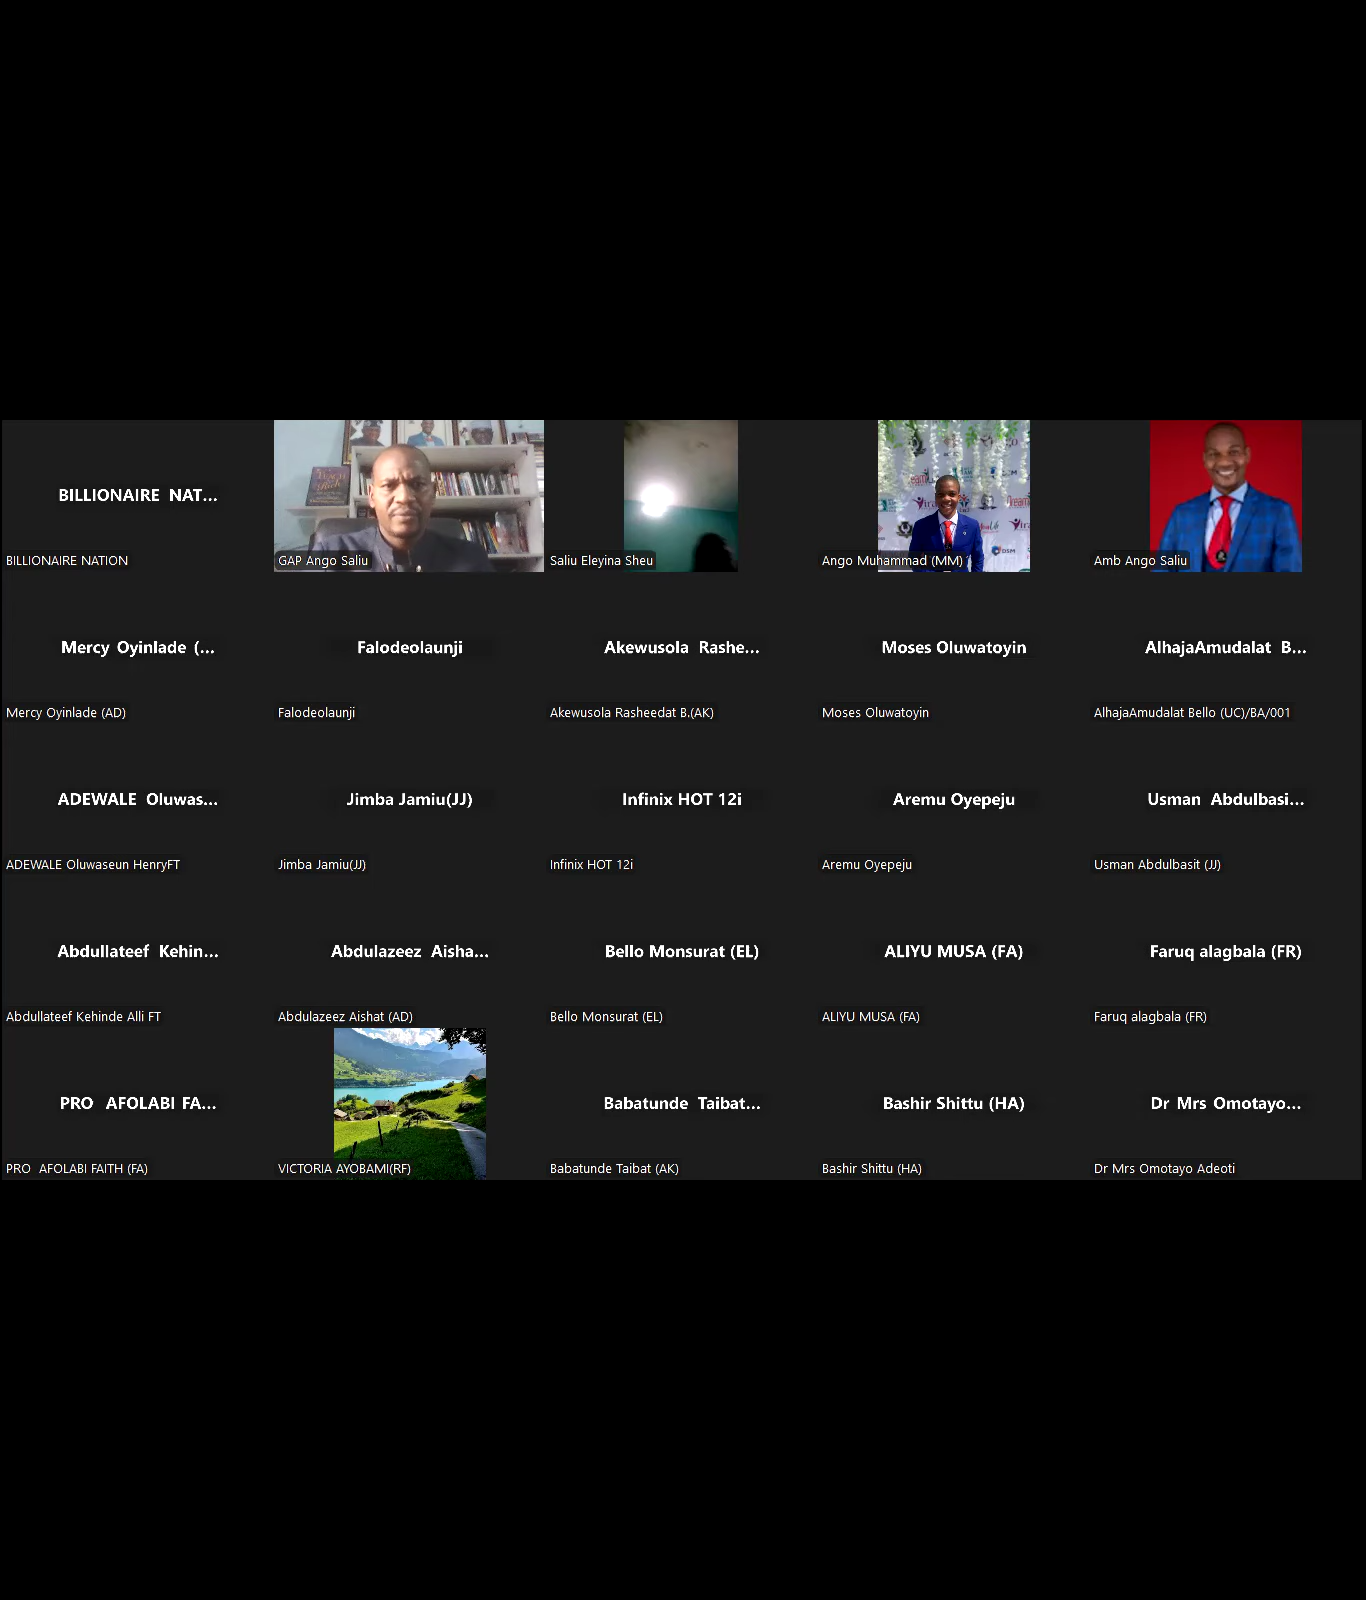 BILLIONAIRE NAT...
BILLIONAIRE NATION
TEACH
Rich
GAP Ango Saliu
Saliu Eleyina Sheu
DSM
Ango Muhammad (MM)
Amb Ango Saliu
Mercy Oyinlade (...
Falodeolaunji
Akewusola Rashe...
Moses Oluwatoyin
AlhajaAmudalat B...
Mercy Oyinlade (AD)
Falodeolaunji
Akewusola Rasheedat B.(AK)
Moses Oluwatoyin
AlhajaAmudalat Bello (UC)/BA/001
ADEWALE Oluwas...
Jimba Jamiu(JJ)
Infinix HOT 12i
Aremu Oyepeju
Usman Abdulbasi...
ADEWALE Oluwaseun HenryFT
Jimba Jamiu(JJ)
Infinix HOT 12i
Aremu Oyepeju
Usman Abdulbasit (JJ)
Abdullateef Kehin...
Abdulazeez Aisha...
Bello Monsurat (EL)
ALIYU MUSA (FA)
Faruq alagbala (FR)
Abdullateef Kehinde Alli FT
Abdulazeez Aishat (AD)
Bello Monsurat (EL)
ALIYU MUSA (FA)
Faruq alagbala (FR)
PRO AFOLABI FA...
Babatunde Taibat...
Bashir Shittu (HA)
Dr Mrs Omotayo...
PRO AFOLABI FAITH (FA)
VICTORIA AYOBAMI(RF)
Babatunde Taibat (AK)
Bashir Shittu (HA)
Dr Mrs Omotayo Adeoti